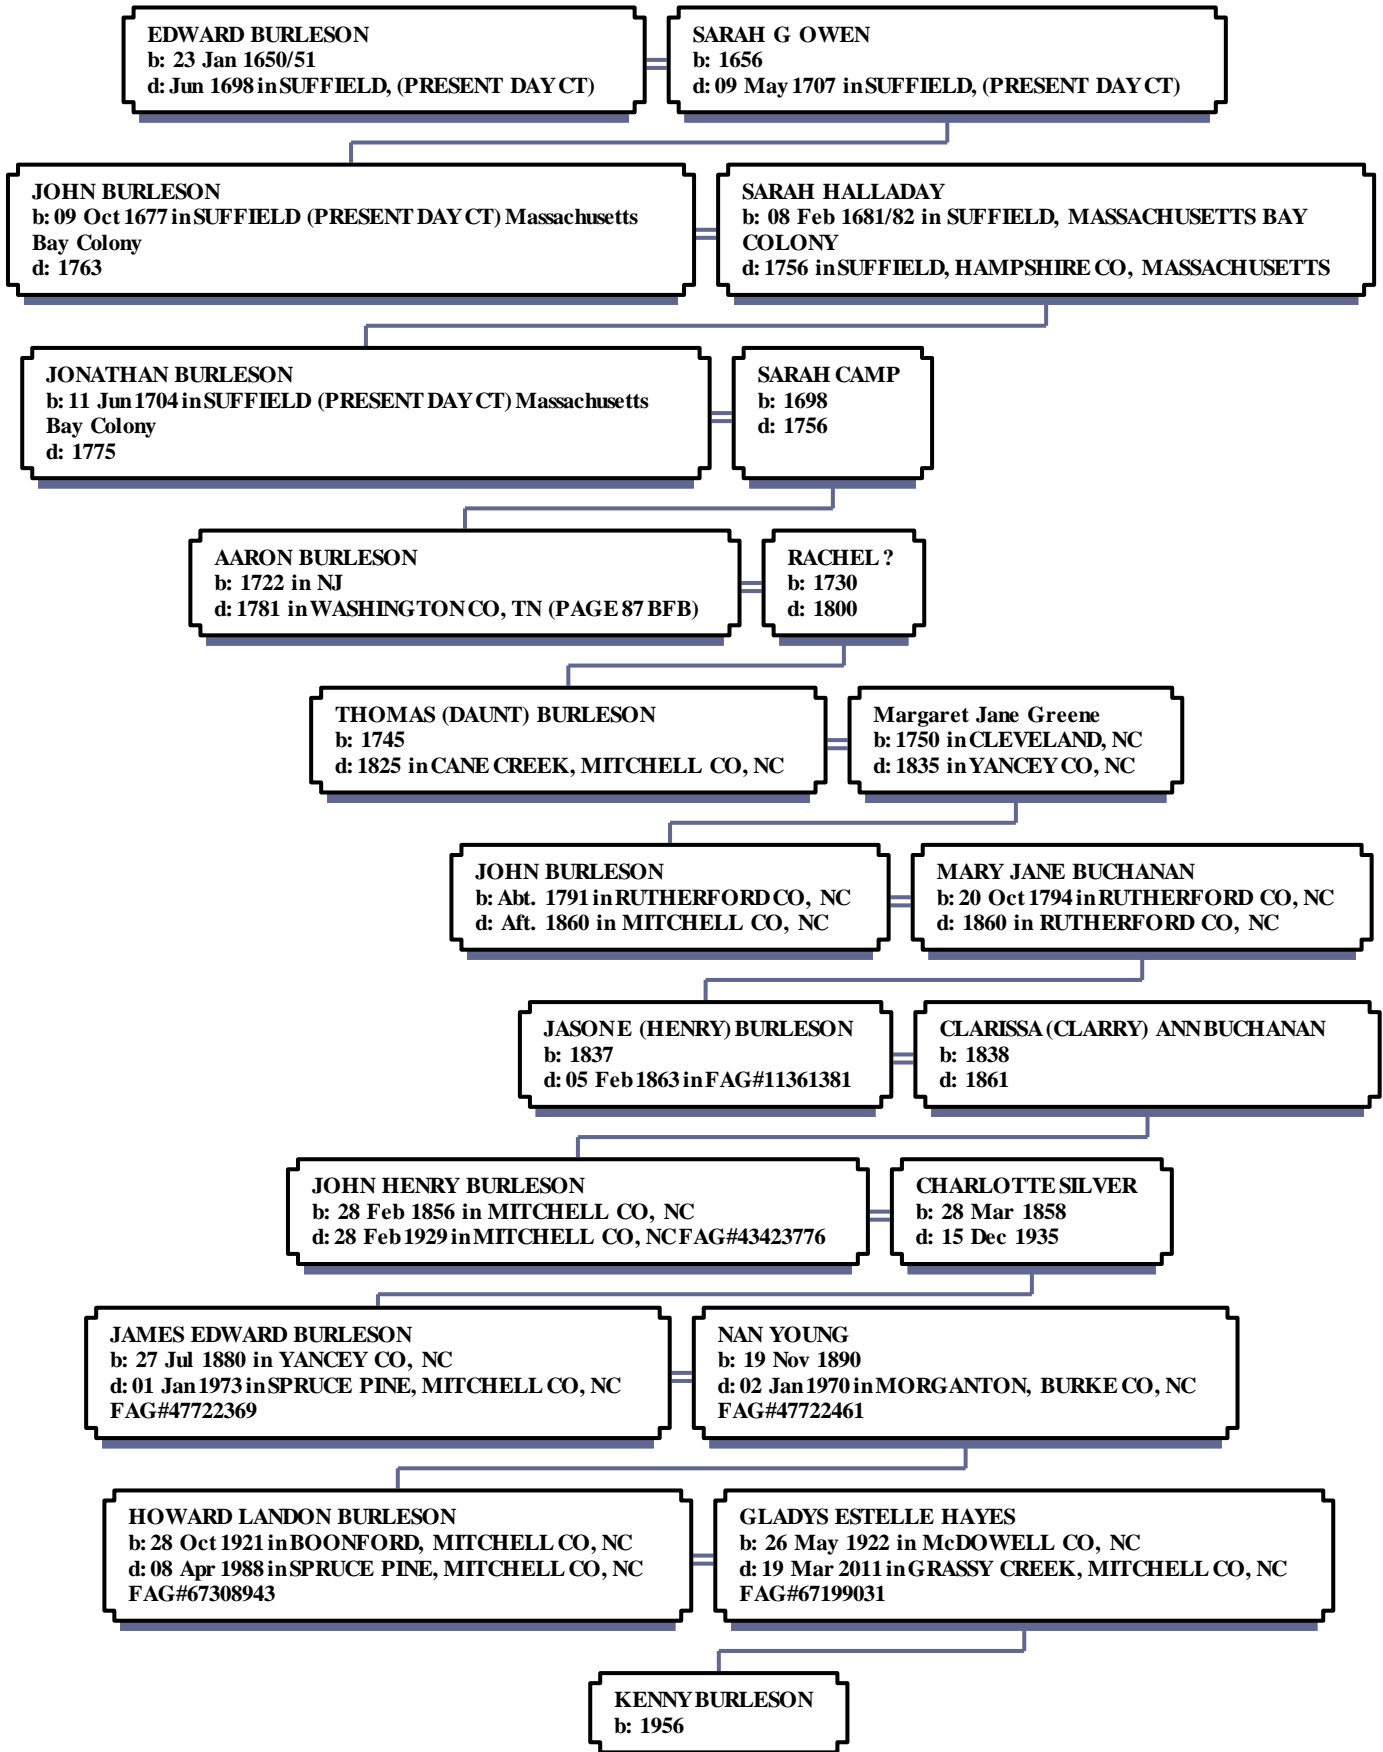 EDWARD BURLESON
b: 23 Jan 1650/51
d: Jun 1698 in SUFFIELD, (PRESENT DAY CT)
SARAH G OWEN
b: 1656
d: 09 May 1707 in SUFFIELD, (PRESENT DAY CT)
JOHN BURLESON
b: 09 Oct 1677 in SUFFIELD (PRESENT DAY CT) Massachusetts
Bay Colony
d: 1763
SARAH HALLADAY
b: 08 Feb 1681/82 in SUFFIELD, MASSACHUSETTS BAY
COLONY
d: 1756 in SUFFIELD, HAMPSHIRE CO, MASSACHUSETTS
JONATHAN BURLESON
b: 11 Jun 1704 in SUFFIELD (PRESENT DAY CT) Massachusetts
Bay Colony
d: 1775
SARAH CAMP
b: 1698
d: 1756
AARON BURLESON
b: 1722 in NJ
d: 1781 in WASHINGTON CO, TN (PAGE 87 BFB)
RACHEL ?
b: 1730
d: 1800
THOMAS (DAUNT) BURLESON
b: 1745
d: 1825 in CANE CREEK, MITCHELL CO, NC
Margaret Jane Greene
b: 1750 in CLEVELAND, NC
d: 1835 in YANCEY CO, NC
JOHN BURLESON
b: Abt. 1791 in RUTHERFORD CO, NC
d: Aft. 1860 in MITCHELL CO, NC
MARY JANE BUCHANAN
b: 20 Oct 1794 in RUTHERFORD CO, NC
d: 1860 in RUTHERFORD CO, NC
JASON E (HENRY) BURLESON
b: 1837
d: 05 Feb 1863 in FAG#11361381
CLARISSA (CLARRY) ANN BUCHANAN
b: 1838
d: 1861
JOHN HENRY BURLESON
b: 28 Feb 1856 in MITCHELL CO, NC
d: 28 Feb 1929 in MITCHELL CO, NC FAG#43423776
CHARLOTTE SILVER
b: 28 Mar 1858
d: 15 Dec 1935
JAMES EDWARD BURLESON
b: 27 Jul 1880 in YANCEY CO, NC
d: 01 Jan 1973 in SPRUCE PINE, MITCHELL CO, NC
FAG#47722369
NAN YOUNG
b: 19 Nov 1890
d: 02 Jan 1970 in MORGANTON, BURKE CO, NC
FAG#47722461
HOWARD LANDON BURLESON
b: 28 Oct 1921 in BOONFORD, MITCHELL CO, NC
d: 08 Apr 1988 in SPRUCE PINE, MITCHELL CO, NC
FAG#67308943
GLADYS ESTELLE HAYES
b: 26 May 1922 in McDOWELL CO, NC
d: 19 Mar 2011 in GRASSY CREEK, MITCHELL CO, NC
FAG#67199031
KENNY BURLESON
b: 1956